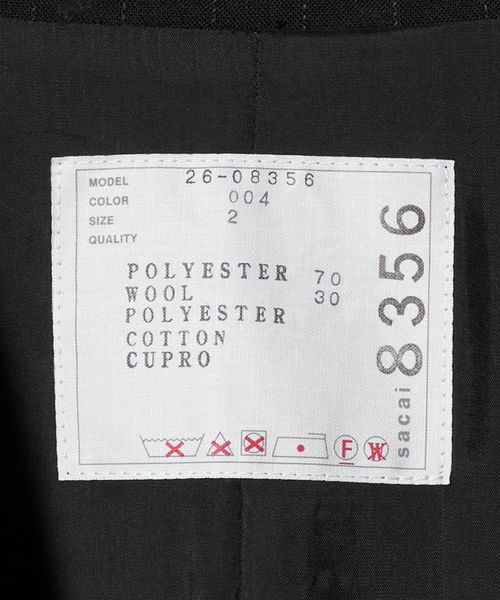 MODEL 26-08356
COLOR 004
SIZE 2
QUALITY
POLYESTER 70
WOOL 30
POLYESTER
COTTON
CUPRO
F
W
sacai 8356